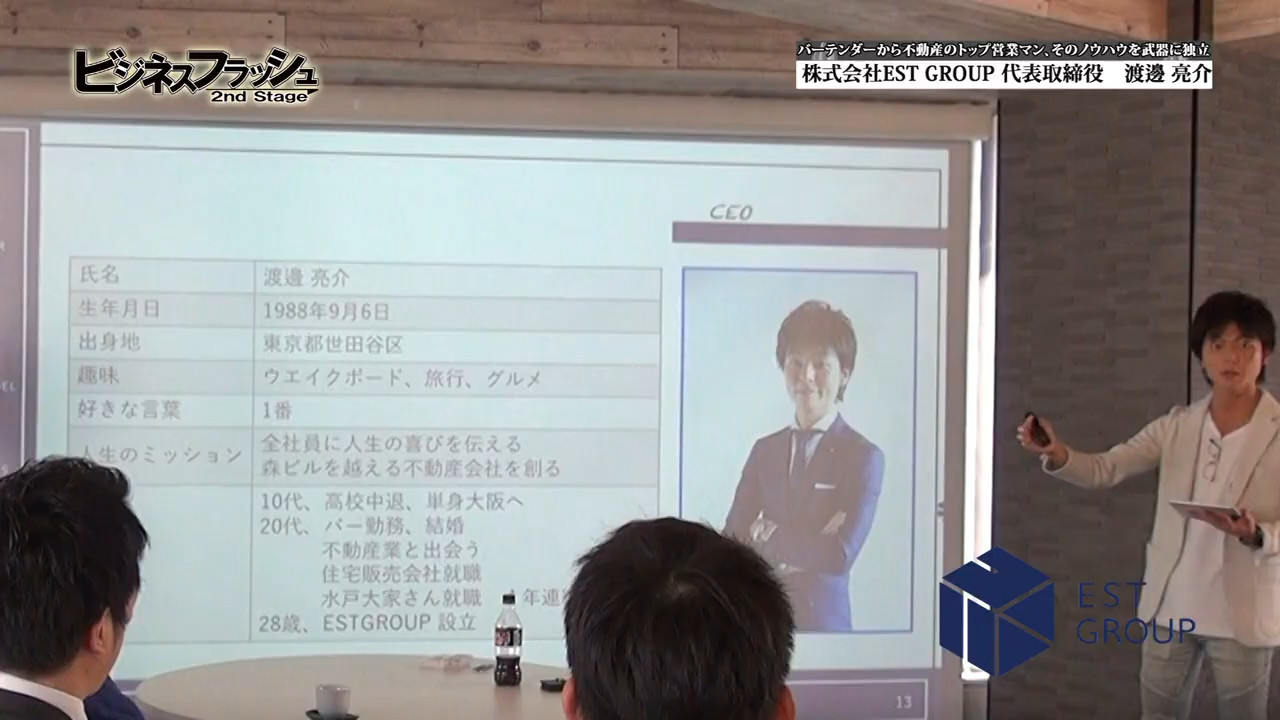 ビジネスフラッシュ
2nd Stage
バーテンダーから不動産のトップ営業マン、そのノウハウを武器に独立
株式会社EST GROUP 代表取締役　渡邊 亮介
CEO
氏名 渡邊 亮介
生年月日 1988年9月6日
出身地 東京都世田谷区
趣味 ウエイクボード、旅行、グルメ
好きな言葉 1番
人生のミッション 全社員に人生の喜びを伝える
森ビルを越える不動産会社を創る
10代、高校中退、単身大阪へ
20代、バー勤務、結婚
不動産業と出会う
住宅販売会社就職
水戸大家さん就職 年連
28歳、ESTGROUP 設立
EST
GROUP
13